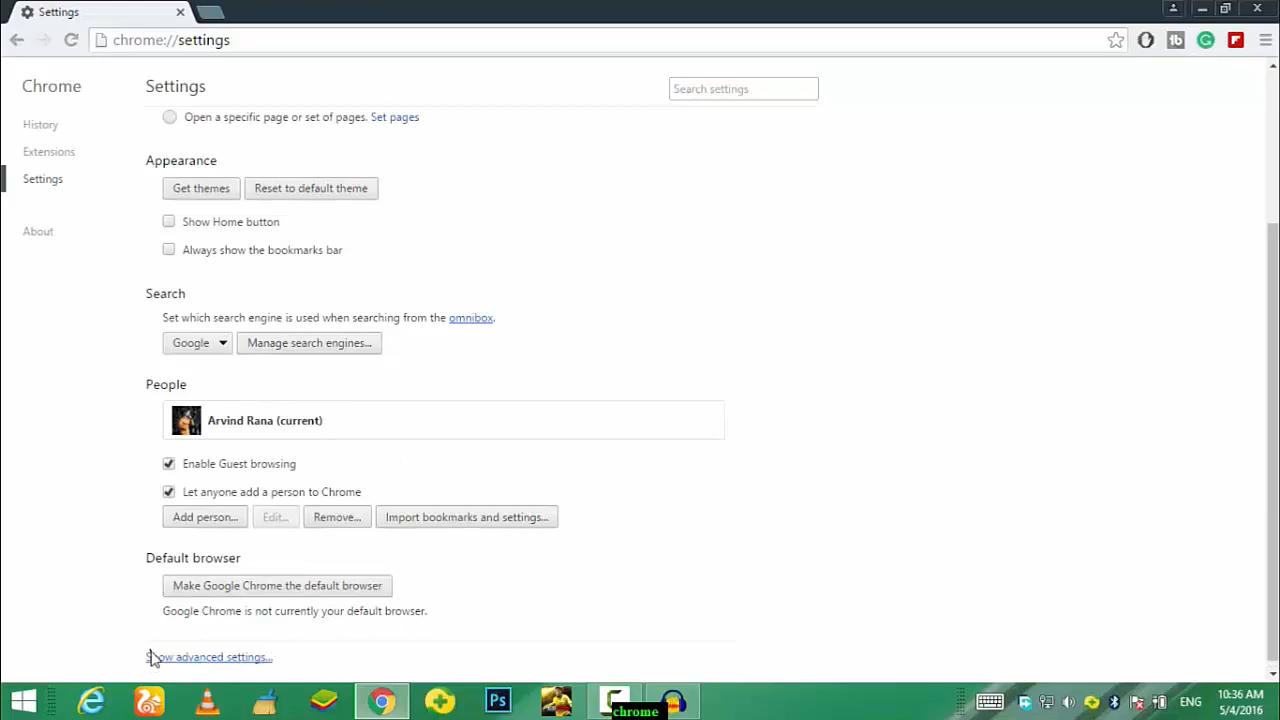 Settings
chrome://settings
Chrome
Settings
Search settings
History
Extensions
Settings
About
Open a specific page or set of pages. Set pages
Appearance
Get themes
Reset to default theme
Show Home button
Always show the bookmarks bar
Search
Set which search engine is used when searching from the omnibox.
Google
Manage search engines...
People
Arvind Rana (current)
Enable Guest browsing
Let anyone add a person to Chrome
Add person...
Edit...
Remove...
Import bookmarks and settings...
Default browser
Make Google Chrome the default browser
Google Chrome is not currently your default browser.
Show advanced settings...
Ps
chrome
ENG
10:36 AM
5/4/2016